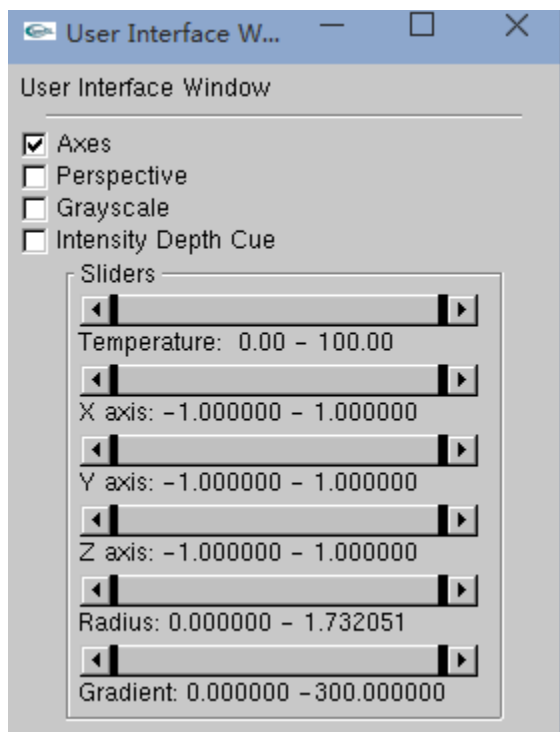 User Interface W...
User Interface Window
Axes
Perspective
Grayscale
Intensity Depth Cue
Sliders
Temperature: 0.00 - 100.00
X axis: -1.000000 - 1.000000
Y axis: -1.000000 - 1.000000
Z axis: -1.000000 - 1.000000
Radius: 0.000000 - 1.732051
Gradient: 0.000000 -300.000000